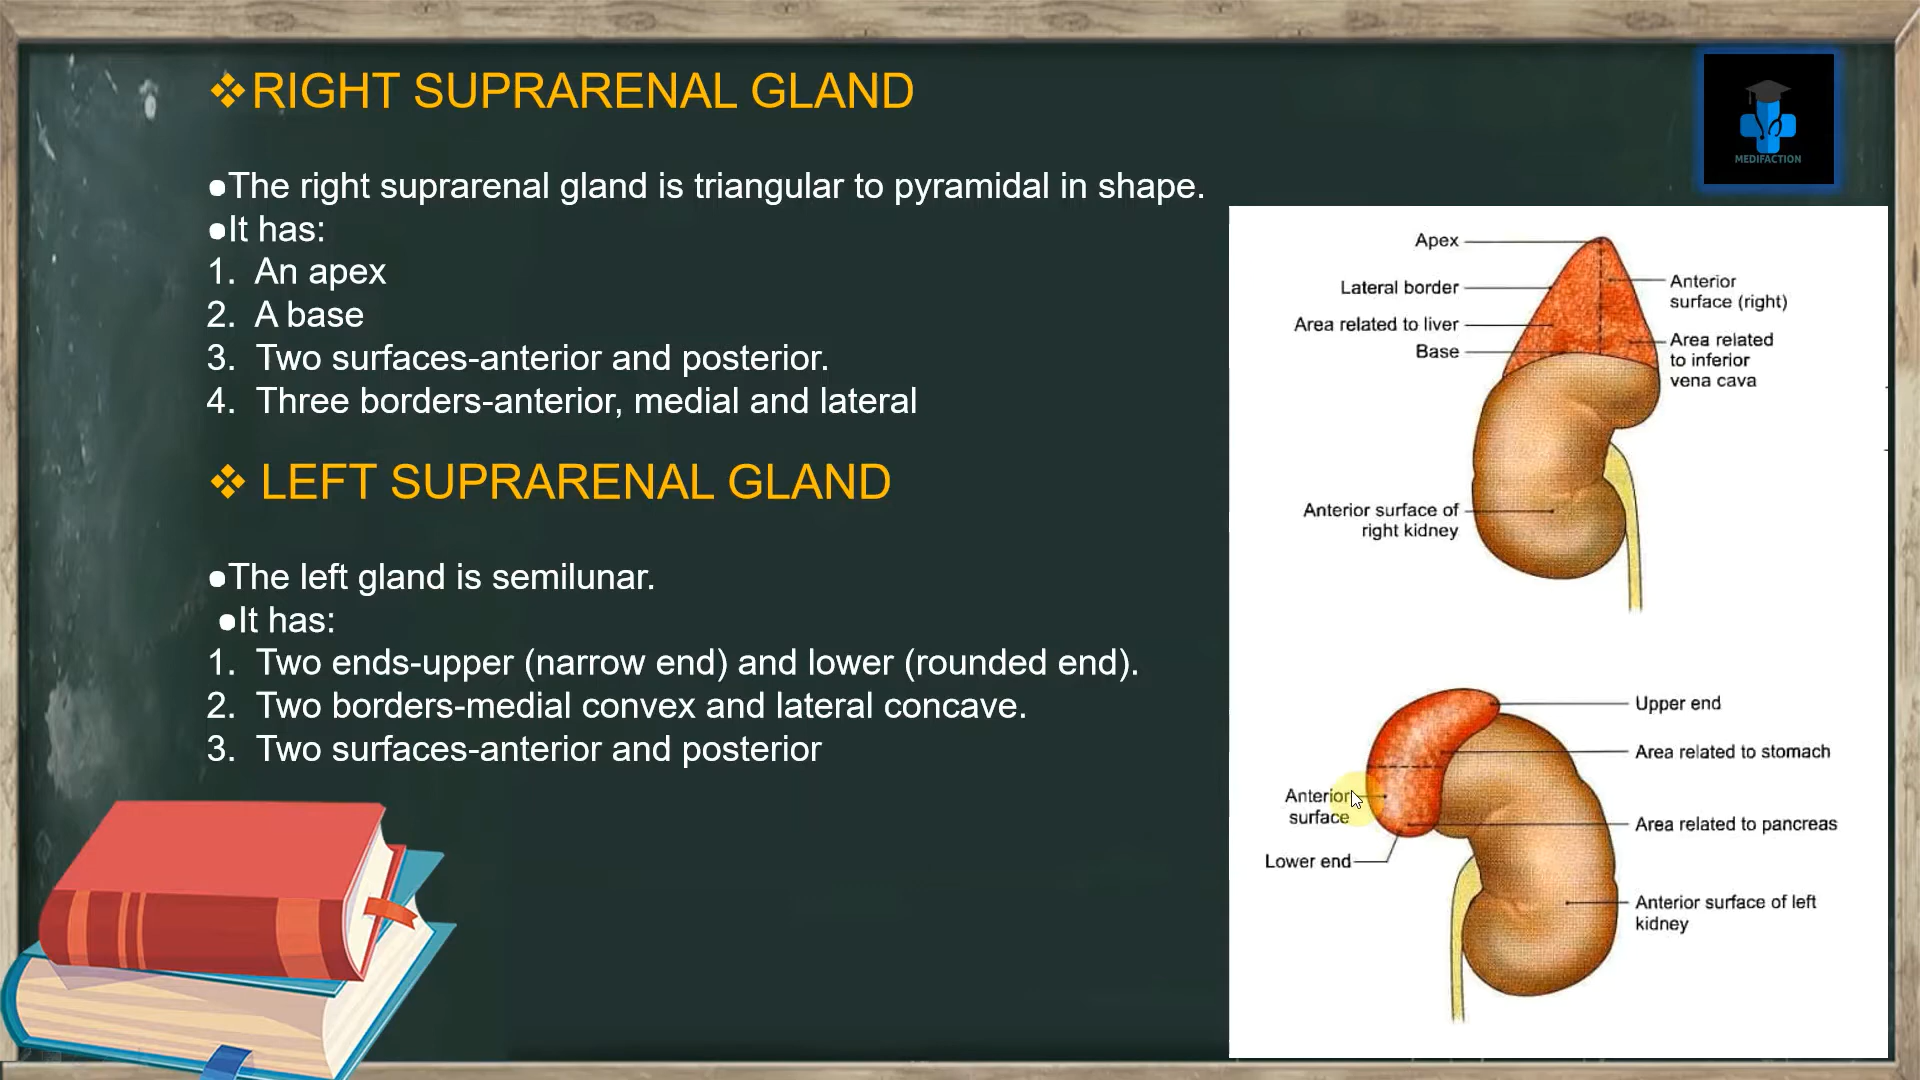 ❖RIGHT SUPRARENAL GLAND
●The right suprarenal gland is triangular to pyramidal in shape.
●It has:
1. An apex
2. A base
3. Two surfaces-anterior and posterior.
4. Three borders-anterior, medial and lateral
❖ LEFT SUPRARENAL GLAND
●The left gland is semilunar.
●It has:
1. Two ends-upper (narrow end) and lower (rounded end).
2. Two borders-medial convex and lateral concave.
3. Two surfaces-anterior and posterior
MEDIFACTION
Apex
Lateral border
Area related to liver
Base
Anterior
surface (right)
Area related
to inferior
vena cava
Anterior surface of
right kidney
Upper end
Area related to stomach
Anterior
surface
Area related to pancreas
Lower end
Anterior surface of left
kidney